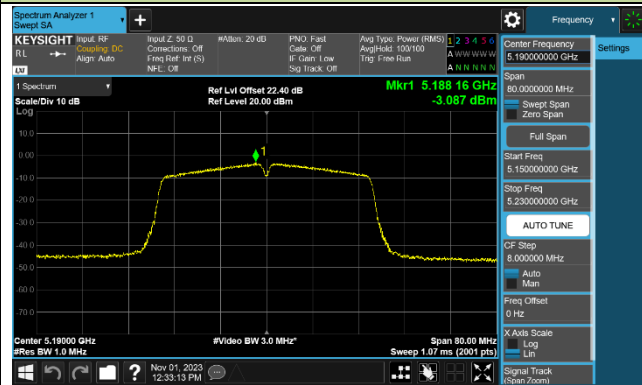 Spectrum Analyzer 1
Swept SA
Frequency
KEYSIGHT
RL
LXI
Input: RF
Coupling: DC
Align: Auto
Input Z: 50 Ω
Corrections: Off
Freq Ref: Int (S)
NFE: Off
#Atten: 20 dB
PNO: Fast
Gate: Off
IF Gain: Low
Sig Track: Off
Avg Type: Power (RMS)
Avg|Hold: 100/100
Trig: Free Run
1 2 3 4 5 6
A W W W W W
A N N N N N
1 Spectrum
Scale/Div 10 dB
Log
Ref Lvl Offset 22.40 dB
Ref Level 20.00 dBm
Mkr1 5.188 16 GHz
-3.087 dBm
10.0
0.00
-10.0
-20.0
-30.0
-40.0
-50.0
-60.0
-70.0
1
Center 5.19000 GHz
#Res BW 1.0 MHz
#Video BW 3.0 MHz*
Span 80.00 MHz
Sweep 1.07 ms (2001 pts)
Nov 01, 2023
12:33:13 PM
Center Frequency
5.19000000 GHz
Span
80.0000000 MHz
Swept Span
Zero Span
Full Span
Start Freq
5.15000000 GHz
Stop Freq
5.23000000 GHz
AUTO TUNE
CF Step
8.000000 MHz
Auto
Man
Freq Offset
0 Hz
X Axis Scale
Log
Lin
Signal Track
(Span Zoom)
Settings